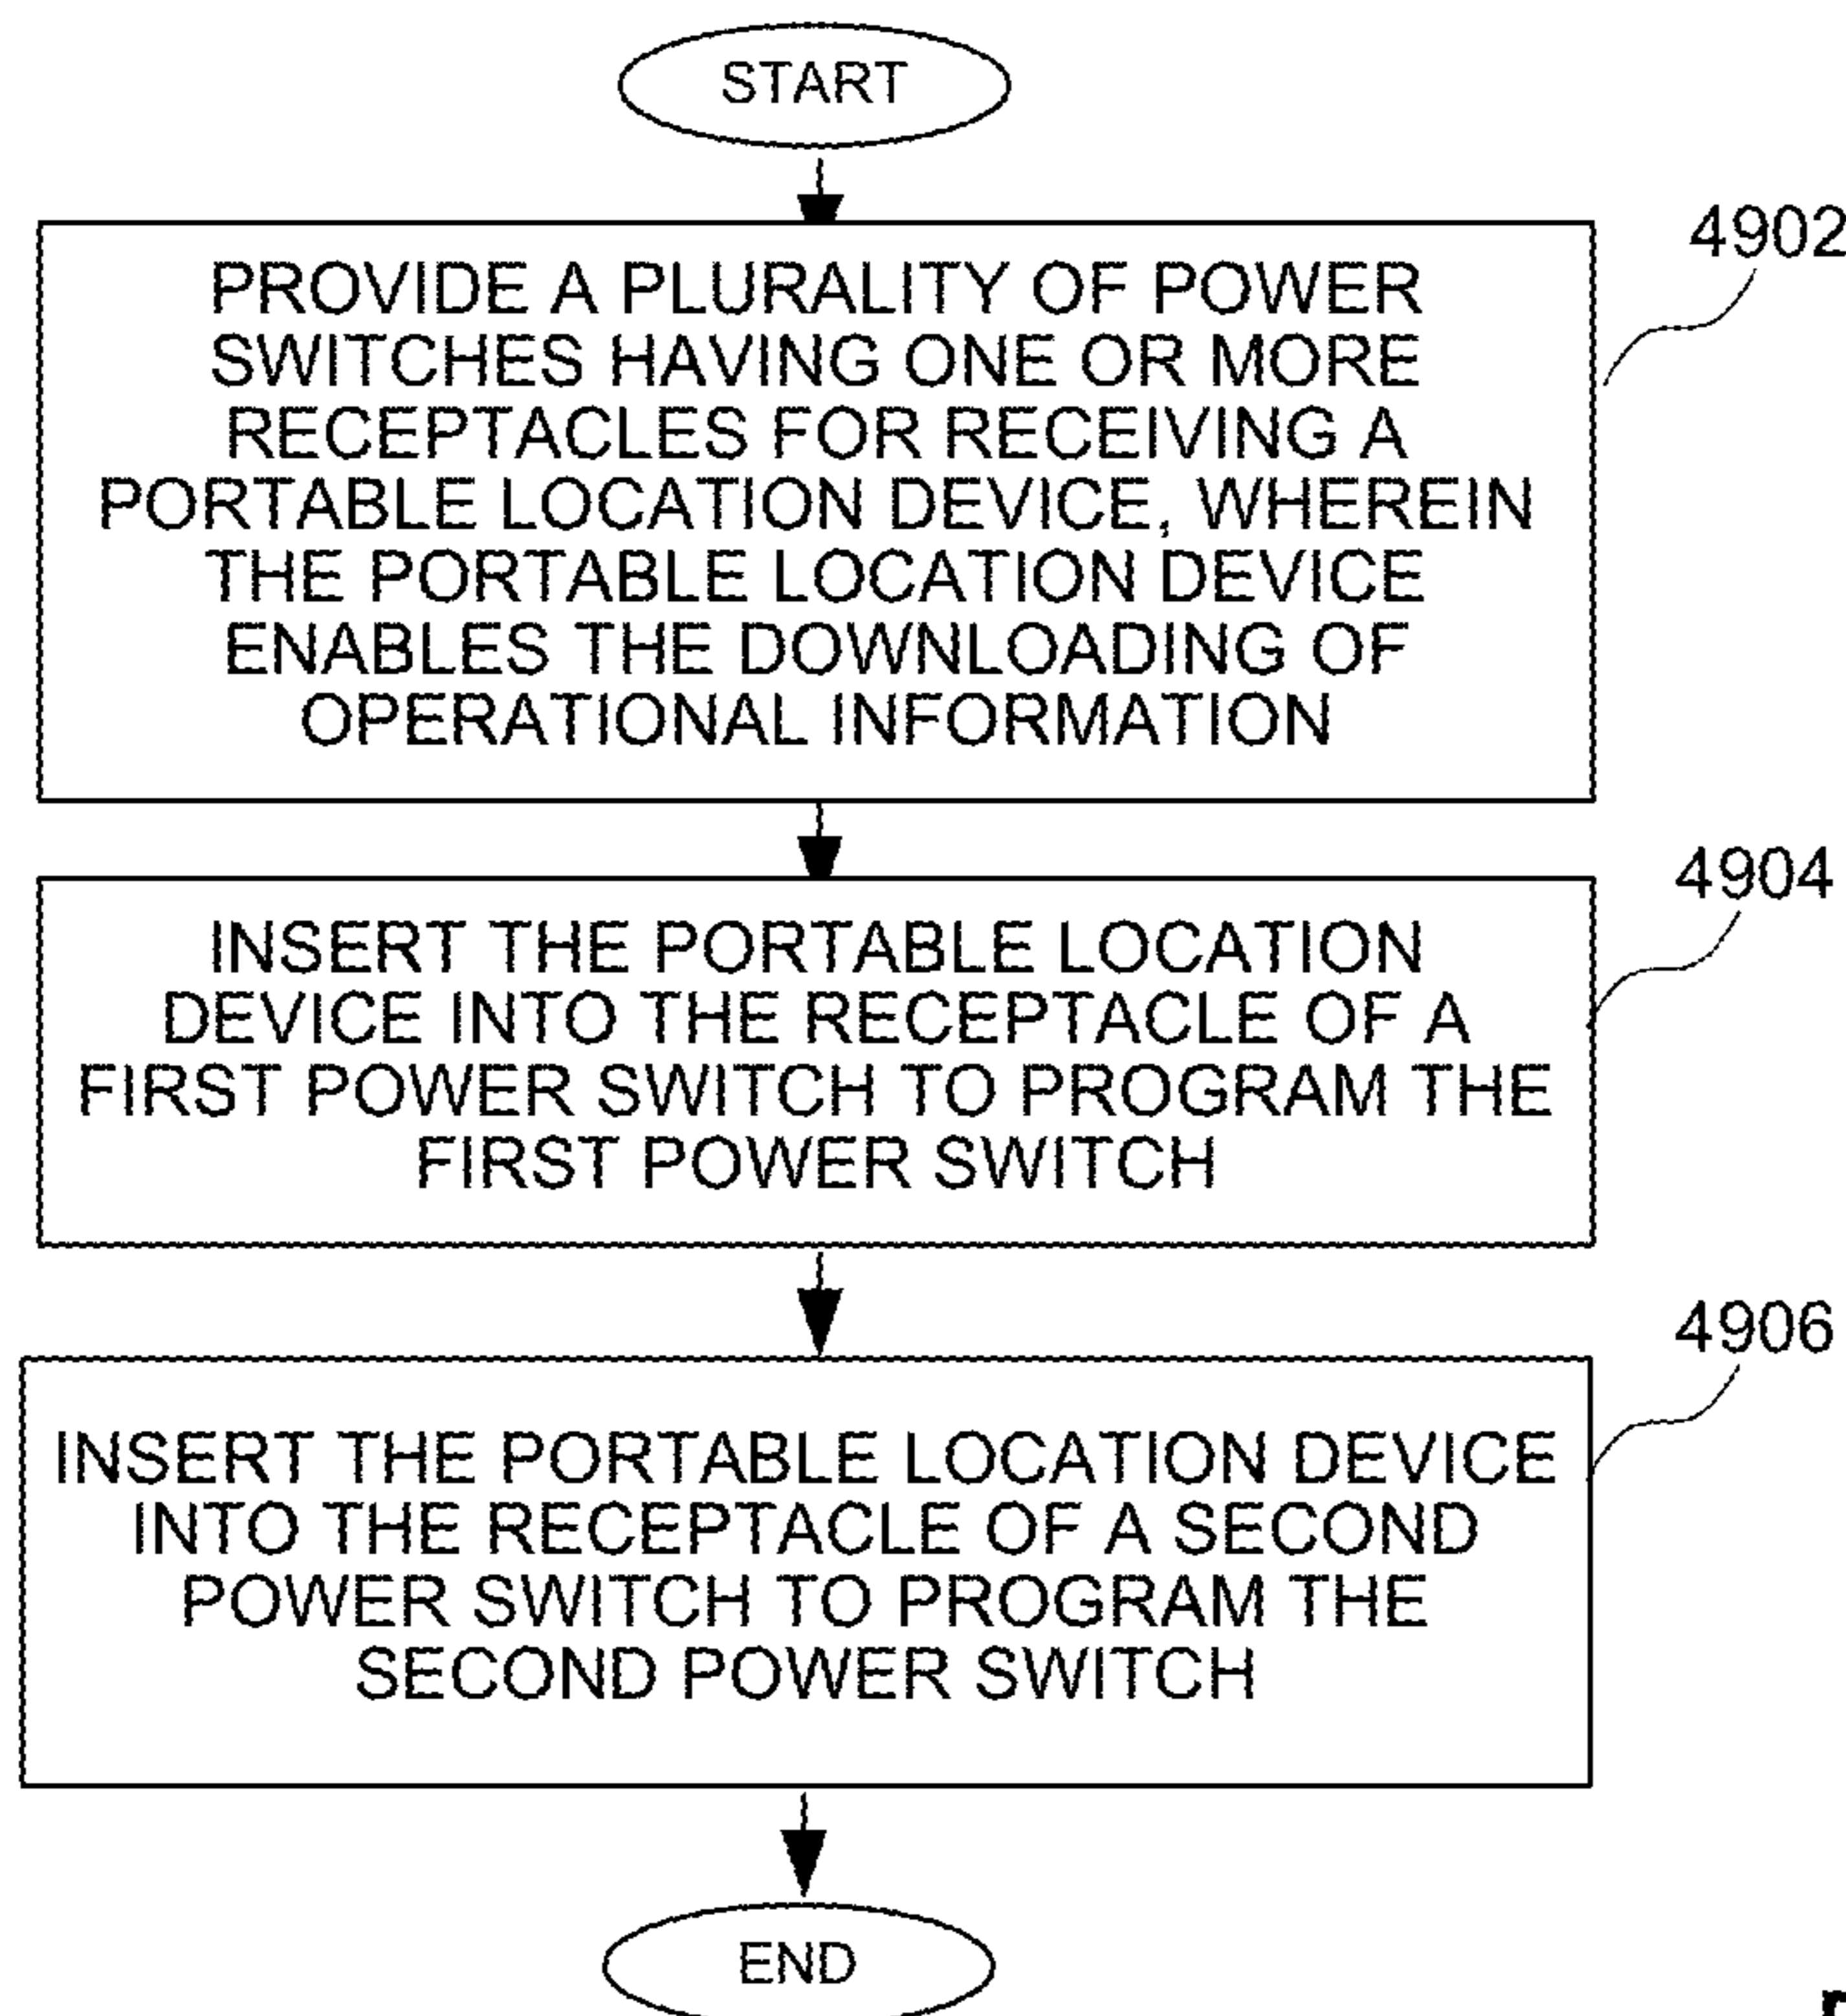 START
4902
PROVIDE A PLURALITY OF POWER
SWITCHES HAVING ONE OR MORE
RECEPTACLES FOR RECEIVING A
PORTABLE LOCATION DEVICE, WHEREIN
THE PORTABLE LOCATION DEVICE
ENABLES THE DOWNLOADING OF
OPERATIONAL INFORMATION
4904
INSERT THE PORTABLE LOCATION
DEVICE INTO THE RECEPTACLE OF A
FIRST POWER SWITCH TO PROGRAM THE
FIRST POWER SWITCH
4906
INSERT THE PORTABLE LOCATION DEVICE
INTO THE RECEPTACLE OF A SECOND
POWER SWITCH TO PROGRAM THE
SECOND POWER SWITCH
END